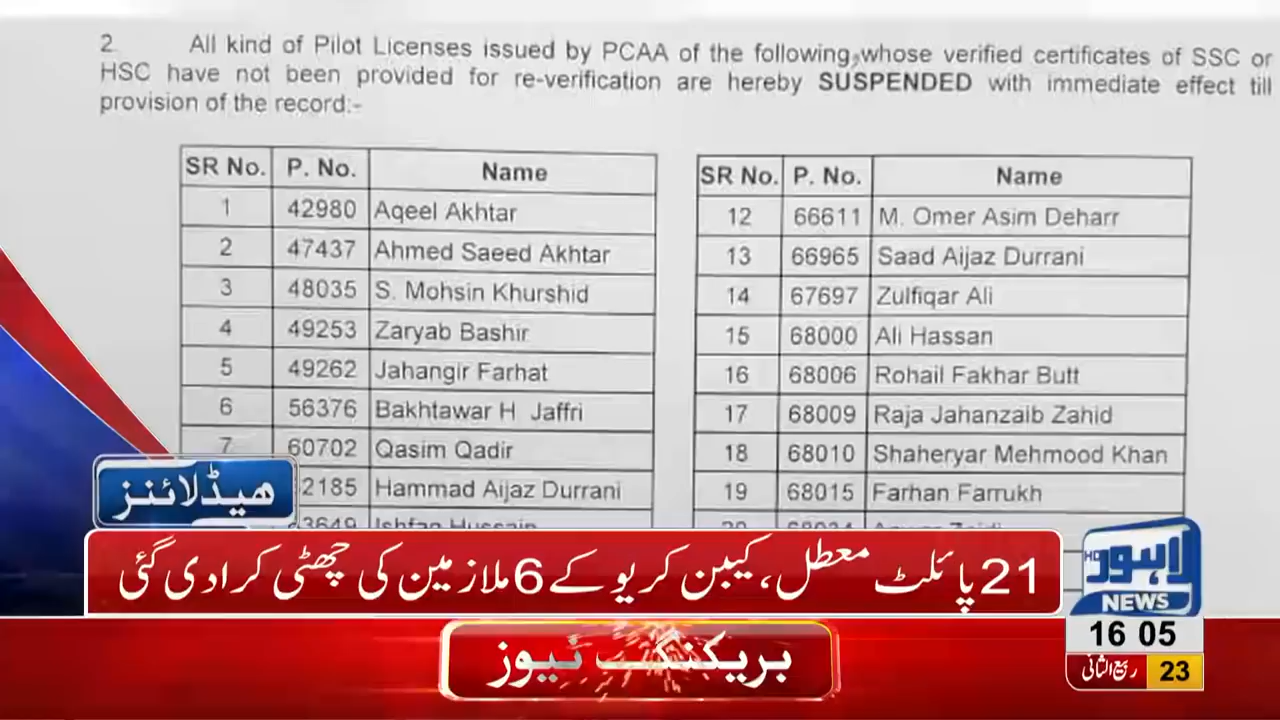 2. All kind of Pilot Licenses issued by PCAA of the following, whose verified certificates of SSC or
HSC have not been provided for re-verification are hereby SUSPENDED with immediate effect till
provision of the record:-
SR No. P. No. Name
1 42980 Aqeel Akhtar
2 47437 Ahmed Saeed Akhtar
3 48035 S. Mohsin Khurshid
4 49253 Zaryab Bashir
5 49262 Jahangir Farhat
6 56376 Bakhtawar H Jaffri
7 60702 Qasim Qadir
2185 Hammad Aijaz Durrani
63649 Ishfaq Hussain
SR No. P. No. Name
12 66611 M. Omer Asim Deharr
13 66965 Saad Aijaz Durrani
14 67697 Zulfiqar Ali
15 68000 Ali Hassan
16 68006 Rohail Fakhar Butt
17 68009 Raja Jahanzaib Zahid
18 68010 Shaheryar Mehmood Khan
19 68015 Farhan Farrukh
ھیڈلائنز
21 پائلٹ معطل، کیبن کریو کے 6 ملازمین کی چھٹی کرا دی گئی
لاہور HD
NEWS
بریکنگ نیوز
16 05
23 ربیع الثانی